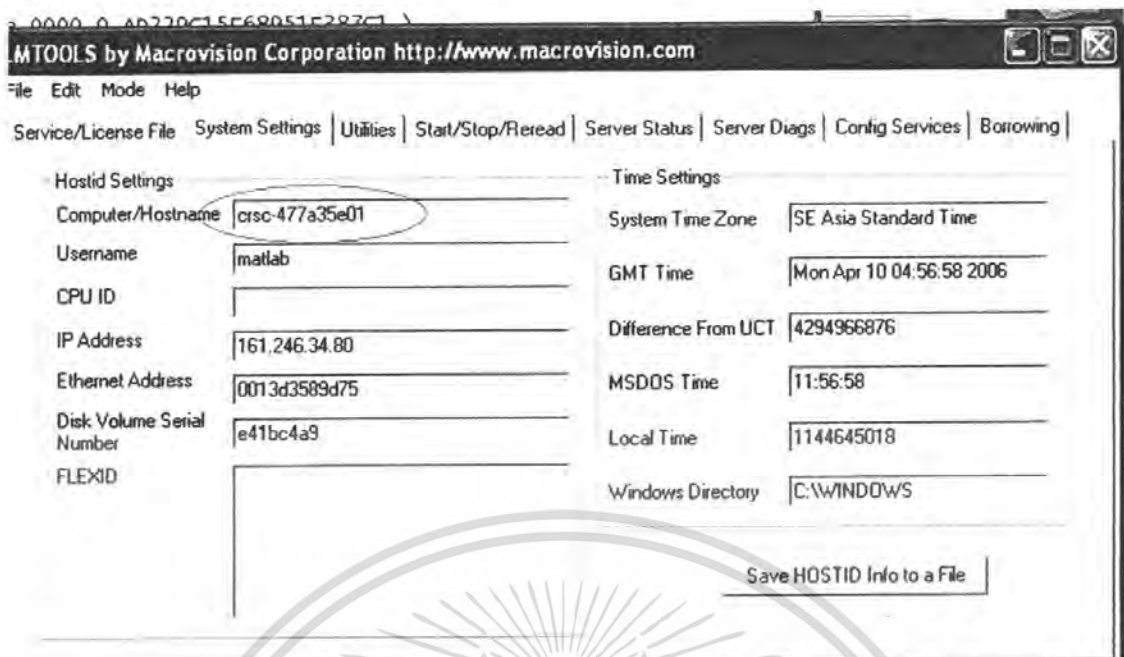 MTOOLS by Macrovision Corporation http://www.macrovision.com
File Edit Mode Help
Service/License File System Settings Utilities Start/Stop/Reread Server Status Server Diags Config Services Borrowing
Hostid Settings
Computer/Hostname crsc-477a35e01
Username matlab
CPU ID
IP Address 161.246.34.80
Ethernet Address 0013d3589d75
Disk Volume Serial Number e41bc4a9
FLEXID
Time Settings
System Time Zone SE Asia Standard Time
GMT Time Mon Apr 10 04:56:58 2006
Difference From UCT 4294966876
MSDOS Time 11:56:58
Local Time 1144645018
Windows Directory C:\WINDOWS
Save HOSTID Info to a File